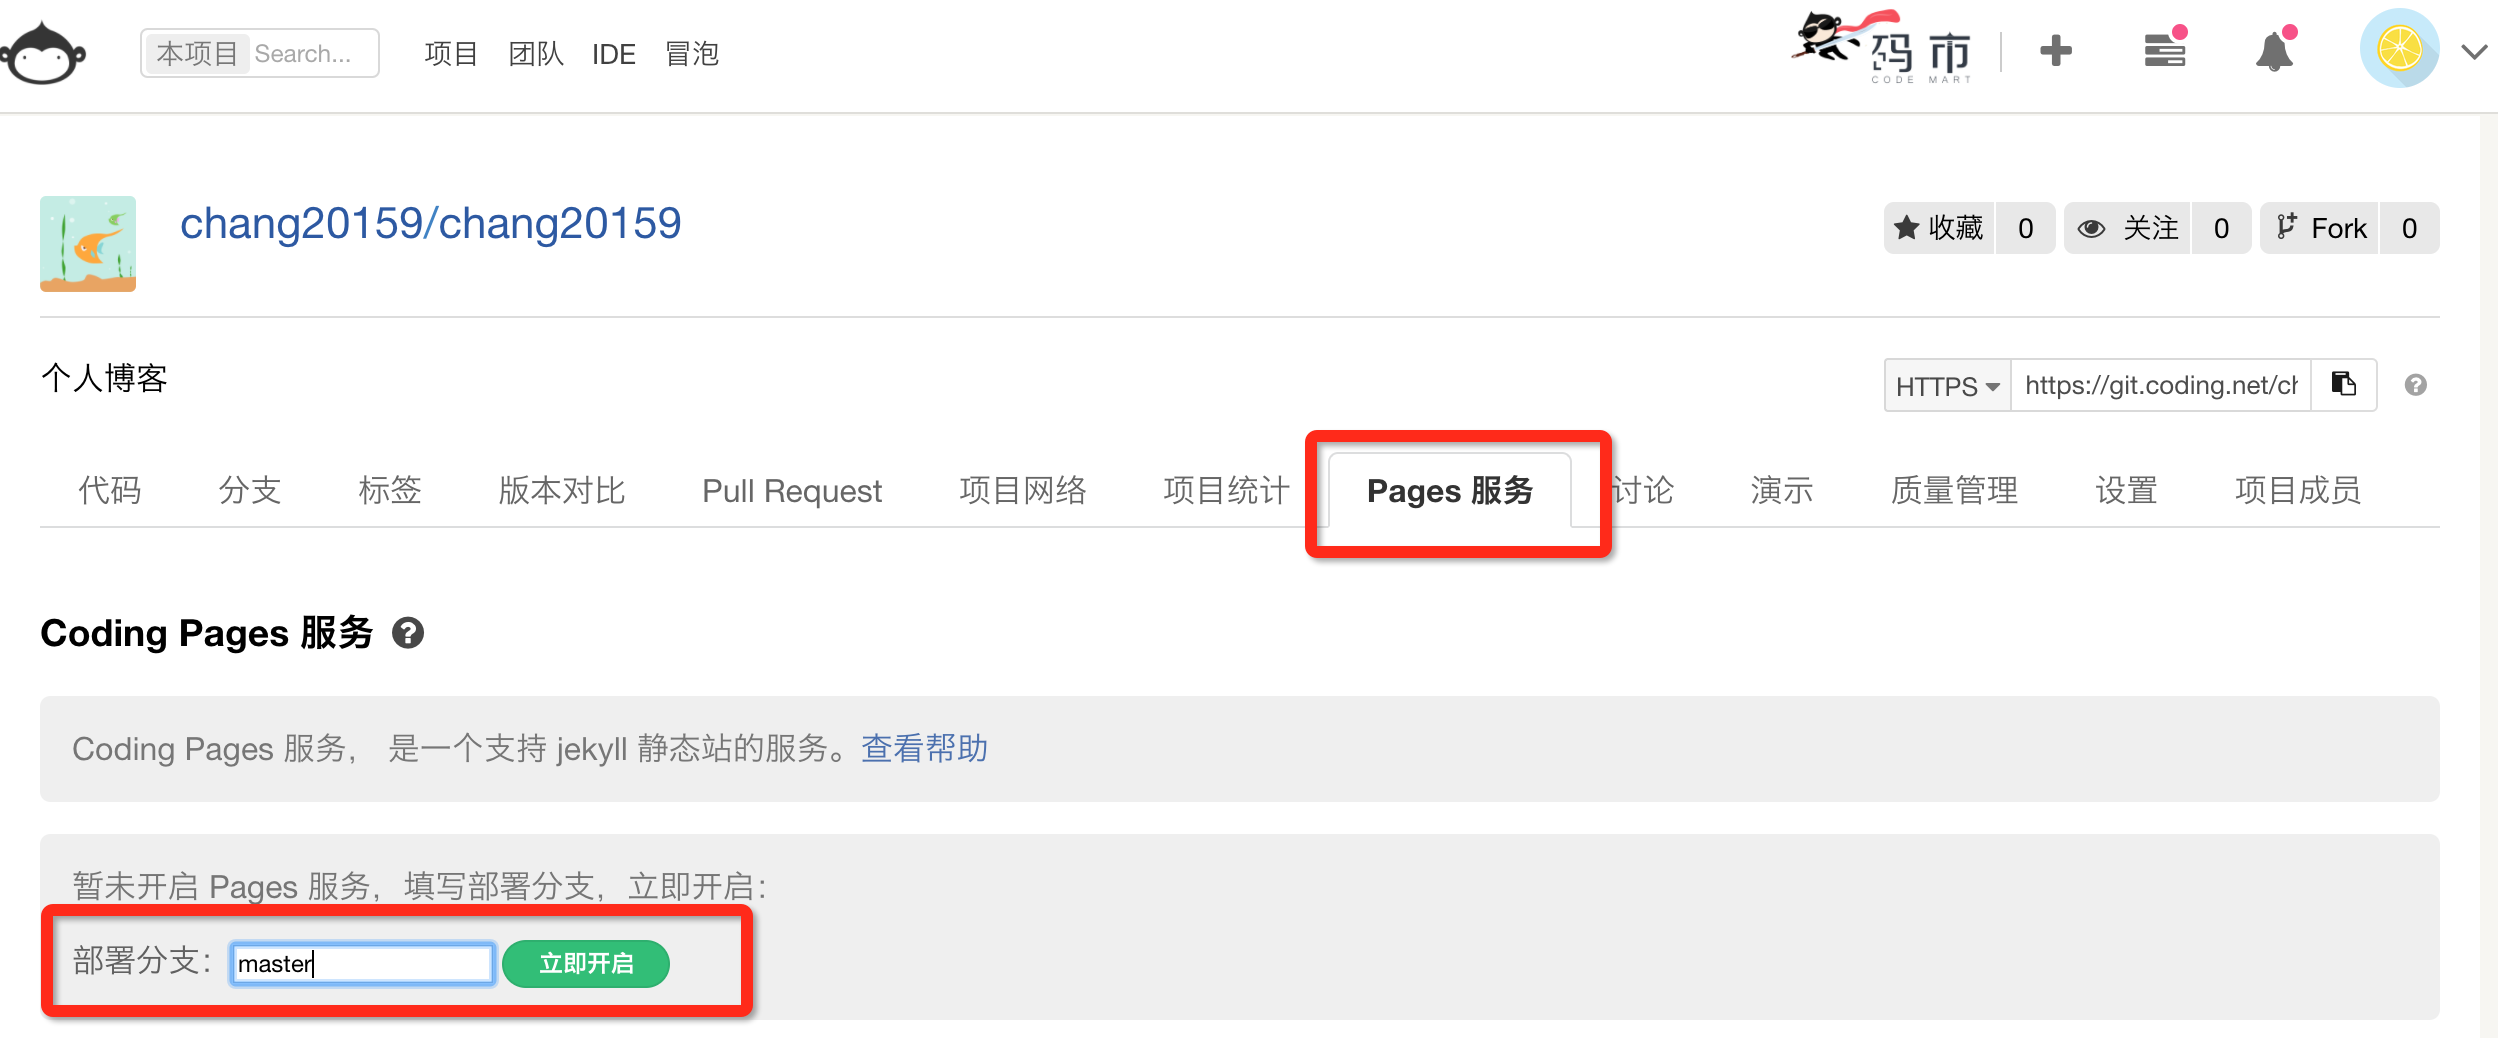 本项目 Search... 项目 团队 IDE 冒泡 码市 CODE MART
chang20159/chang20159 收藏 0 关注 0 Fork 0
个人博客 HTTPS https://git.coding.net/ch
代码 分支 标签 版本对比 Pull Request 项目网络 项目统计 Pages 服务 讨论 演示 质量管理 设置 项目成员
Coding Pages 服务
Coding Pages 服务， 是一个支持 jekyll 静态站的服务。查看帮助
暂未开启 Pages 服务，填写部署分支，立即开启：
部署分支： master 立即开启